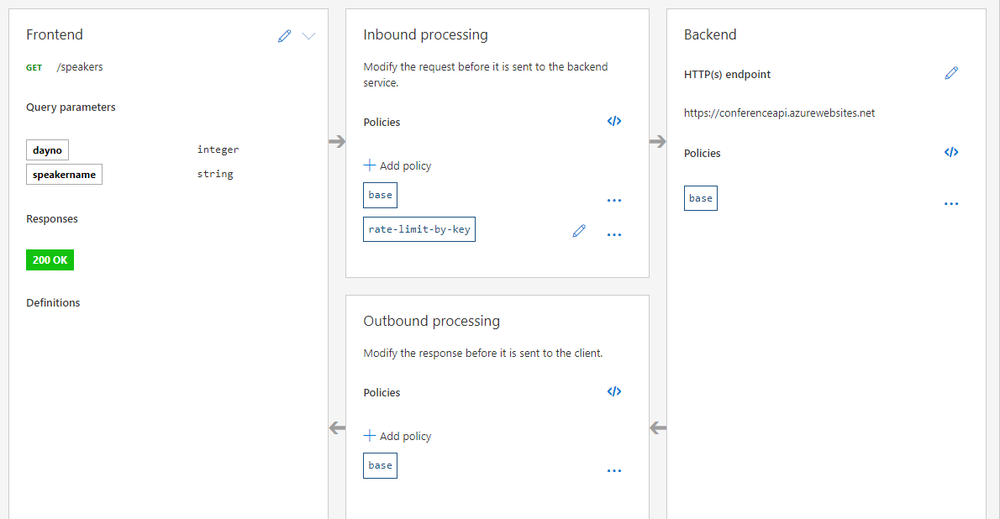 Frontend
GET /speakers
Query parameters
dayno integer
speakername string
Responses
200 OK
Definitions
Inbound processing
Modify the request before it is sent to the backend
service.
Policies </>
+ Add policy
base ...
rate-limit-by-key ...
Outbound processing
Modify the response before it is sent to the client.
Policies </>
+ Add policy
base ...
Backend
HTTP(s) endpoint
https://conferenceapi.azurewebsites.net
Policies </>
base ...